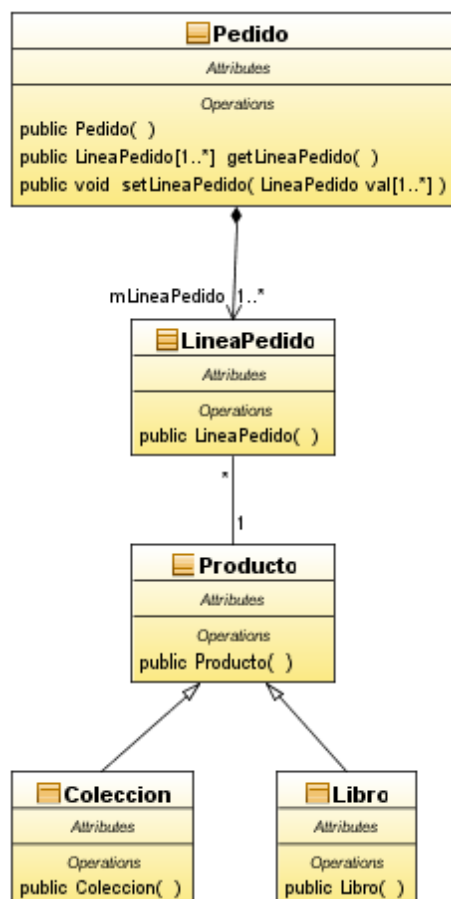 Pedido
Attributes
Operations
public Pedido( )
public LineaPedido[1..*] getLineaPedido( )
public void setLineaPedido( LineaPedido val[1..*] )
mLineaPedido 1..*
LineaPedido
Attributes
Operations
public LineaPedido( )
*
1
Producto
Attributes
Operations
public Producto( )
Coleccion
Attributes
Operations
public Coleccion( )
Libro
Attributes
Operations
public Libro( )